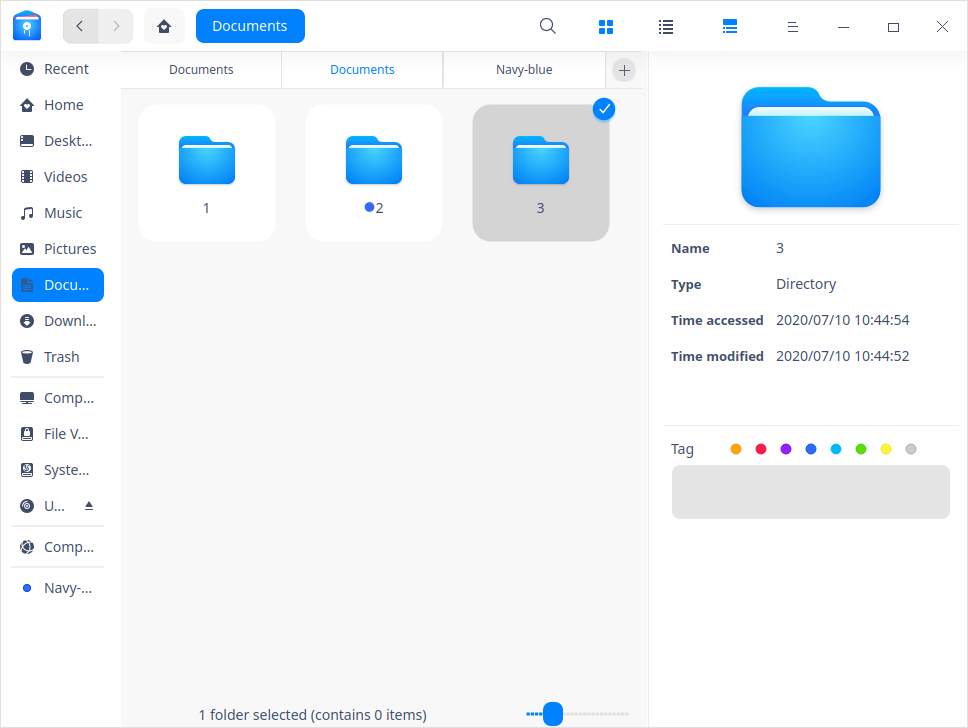 Documents
Recent
Home
Deskt...
Videos
Music
Pictures
Docu...
Downl...
Trash
Comp...
File V...
Syste...
U...
Comp...
Navy-...
Documents Documents Navy-blue
1 2 3
1 folder selected (contains 0 items)
Name 3
Type Directory
Time accessed 2020/07/10 10:44:54
Time modified 2020/07/10 10:44:52
Tag